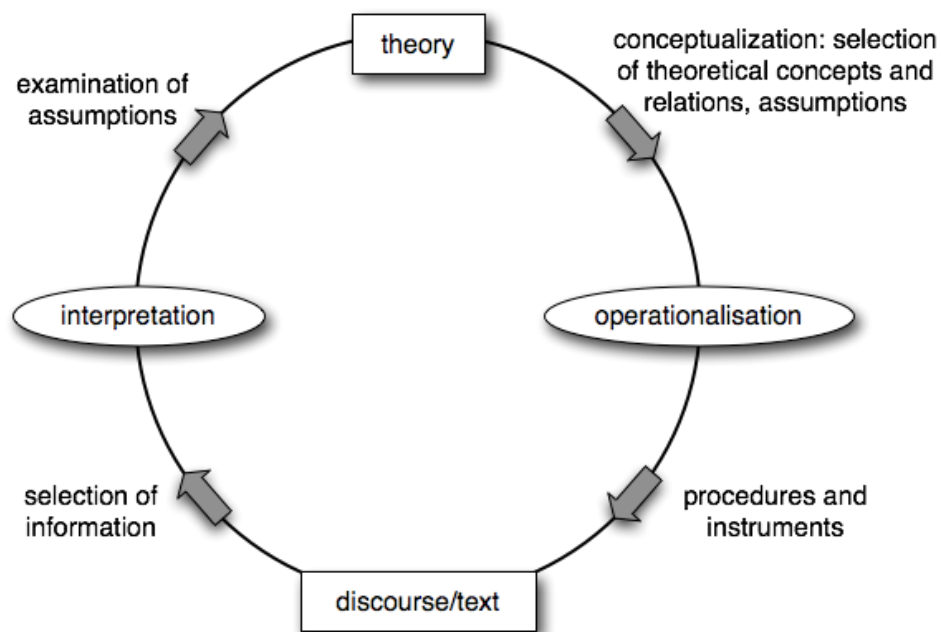 theory
conceptualization: selection
of theoretical concepts and
relations, assumptions
examination of
assumptions
interpretation
operationalisation
selection of
information
procedures and
instruments
discourse/text